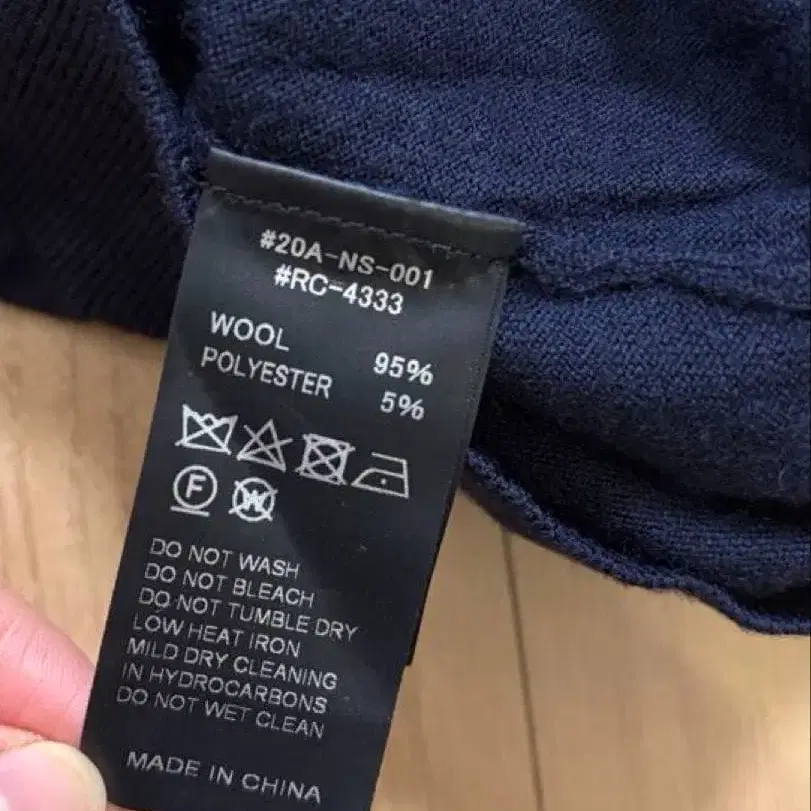 #20A-NS-001
#RC-4333
WOOL 95%
POLYESTER 5%
F W
DO NOT WASH
DO NOT BLEACH
DO NOT TUMBLE DRY
LOW HEAT IRON
MILD DRY CLEANING
IN HYDROCARBONS
DO NOT WET CLEAN
MADE IN CHINA